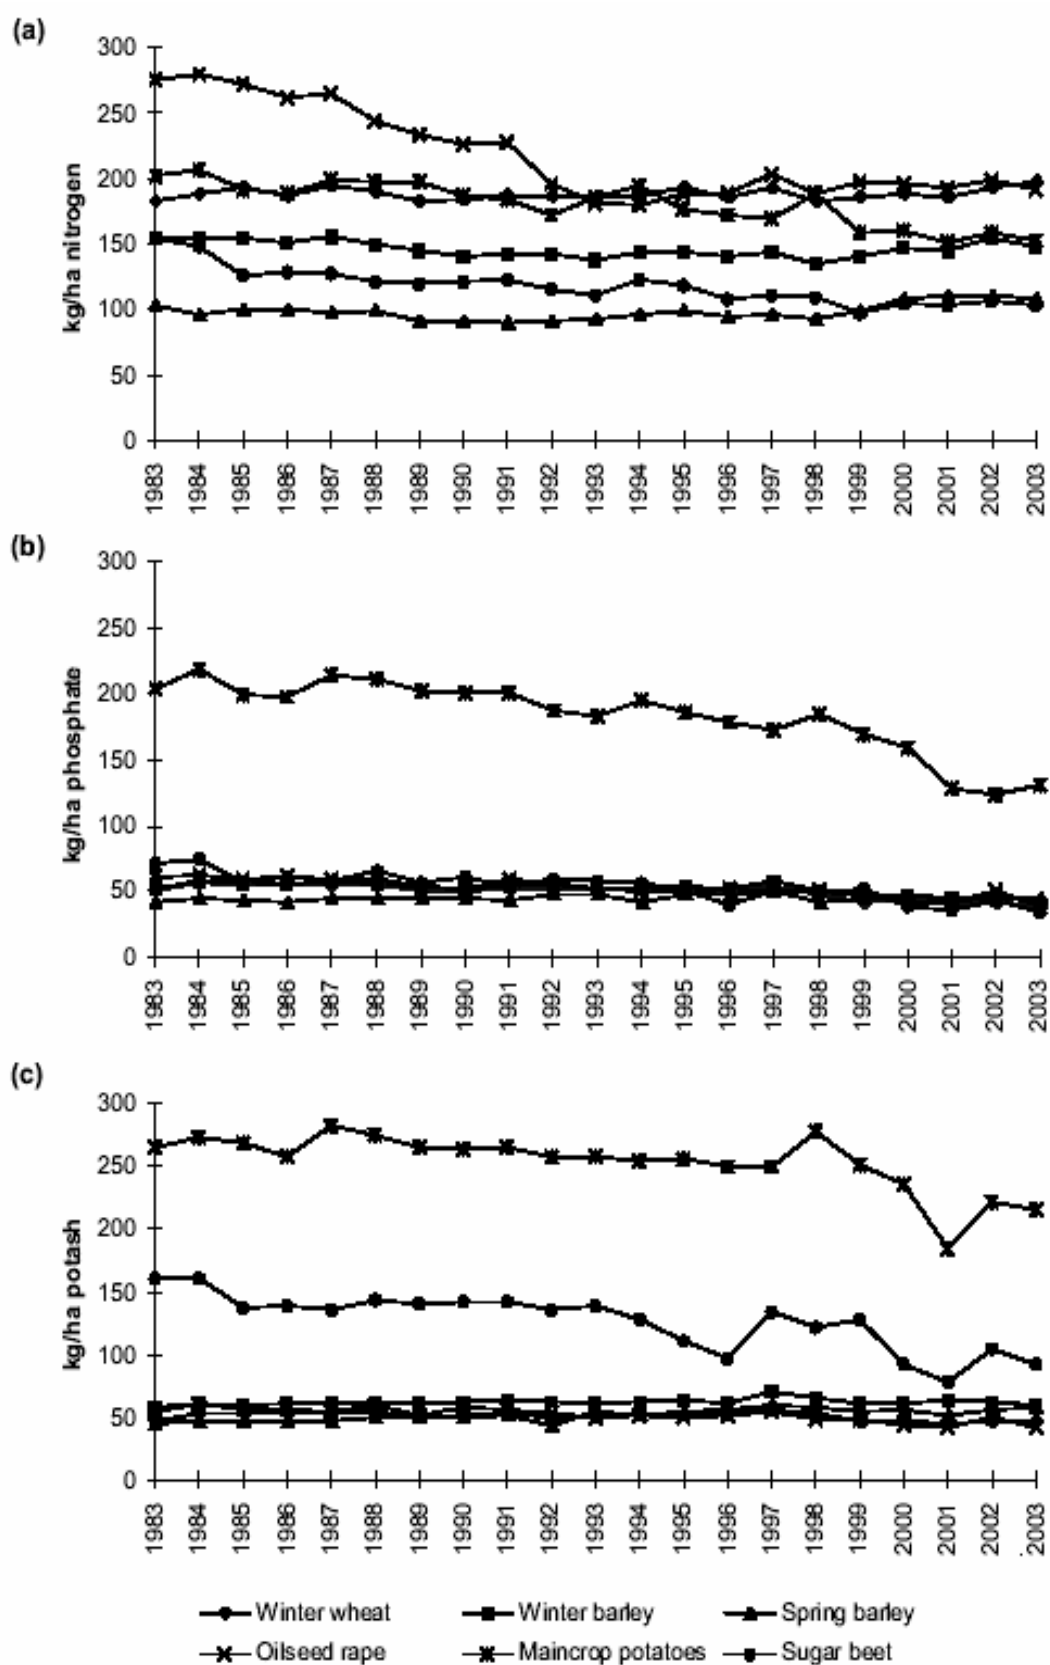 (a)
300
250
200
150
100
50
0
kg/ha nitrogen
1983 1984 1985 1986 1987 1988 1989 1990 1991 1992 1993 1994 1995 1996 1997 1998 1999 2000 2001 2002 2003
(b)
300
250
200
150
100
50
0
kg/ha phosphate
1983 1984 1985 1986 1987 1988 1989 1990 1991 1992 1993 1994 1995 1996 1997 1998 1999 2000 2001 2002 2003
(c)
300
250
200
150
100
50
0
kg/ha potash
1983 1984 1985 1986 1987 1988 1989 1990 1991 1992 1993 1994 1995 1996 1997 1998 1999 2000 2001 2002 2003
Winter wheat Winter barley Spring barley
Oilseed rape Maincrop potatoes Sugar beet